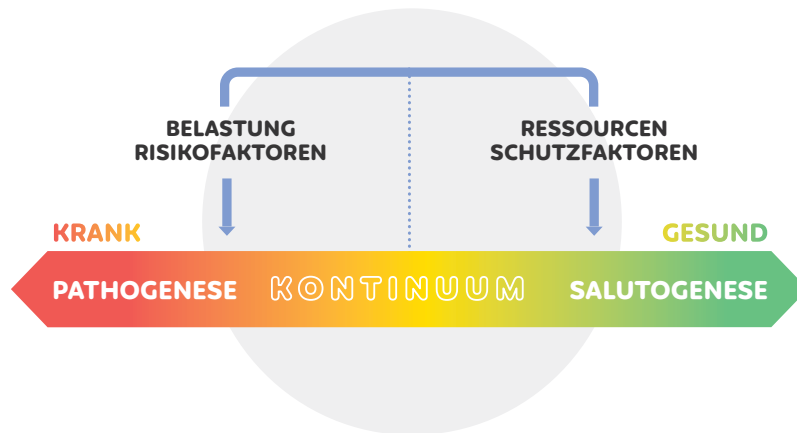 BELASTUNG
RISIKOFAKTOREN
RESSOURCEN
SCHUTZFAKTOREN
KRANK
GESUND
PATHOGENESE
KONTINUUM
SALUTOGENESE